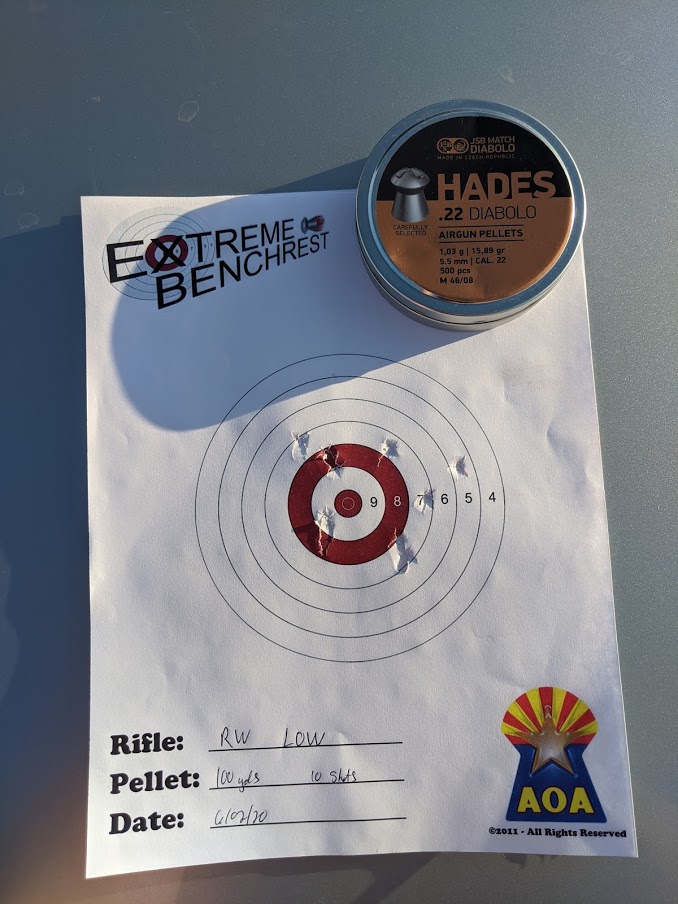 JSB MATCH
DIABOLO
MADE IN CZECH REPUBLIC
HADES
.22 DIABOLO
CAREFULLY
SELECTED
AIRGUN PELLETS
1,03 g | 15,89 gr
5.5 mm | CAL. 22
500 pcs
M 46/08
EXTREME
BENCHREST
9 8 7 6 5 4
Rifle: RW LOW
Pellet: 100 yds 10 Shots
Date: 6/02/20
AOA
©2011 - All Rights Reserved